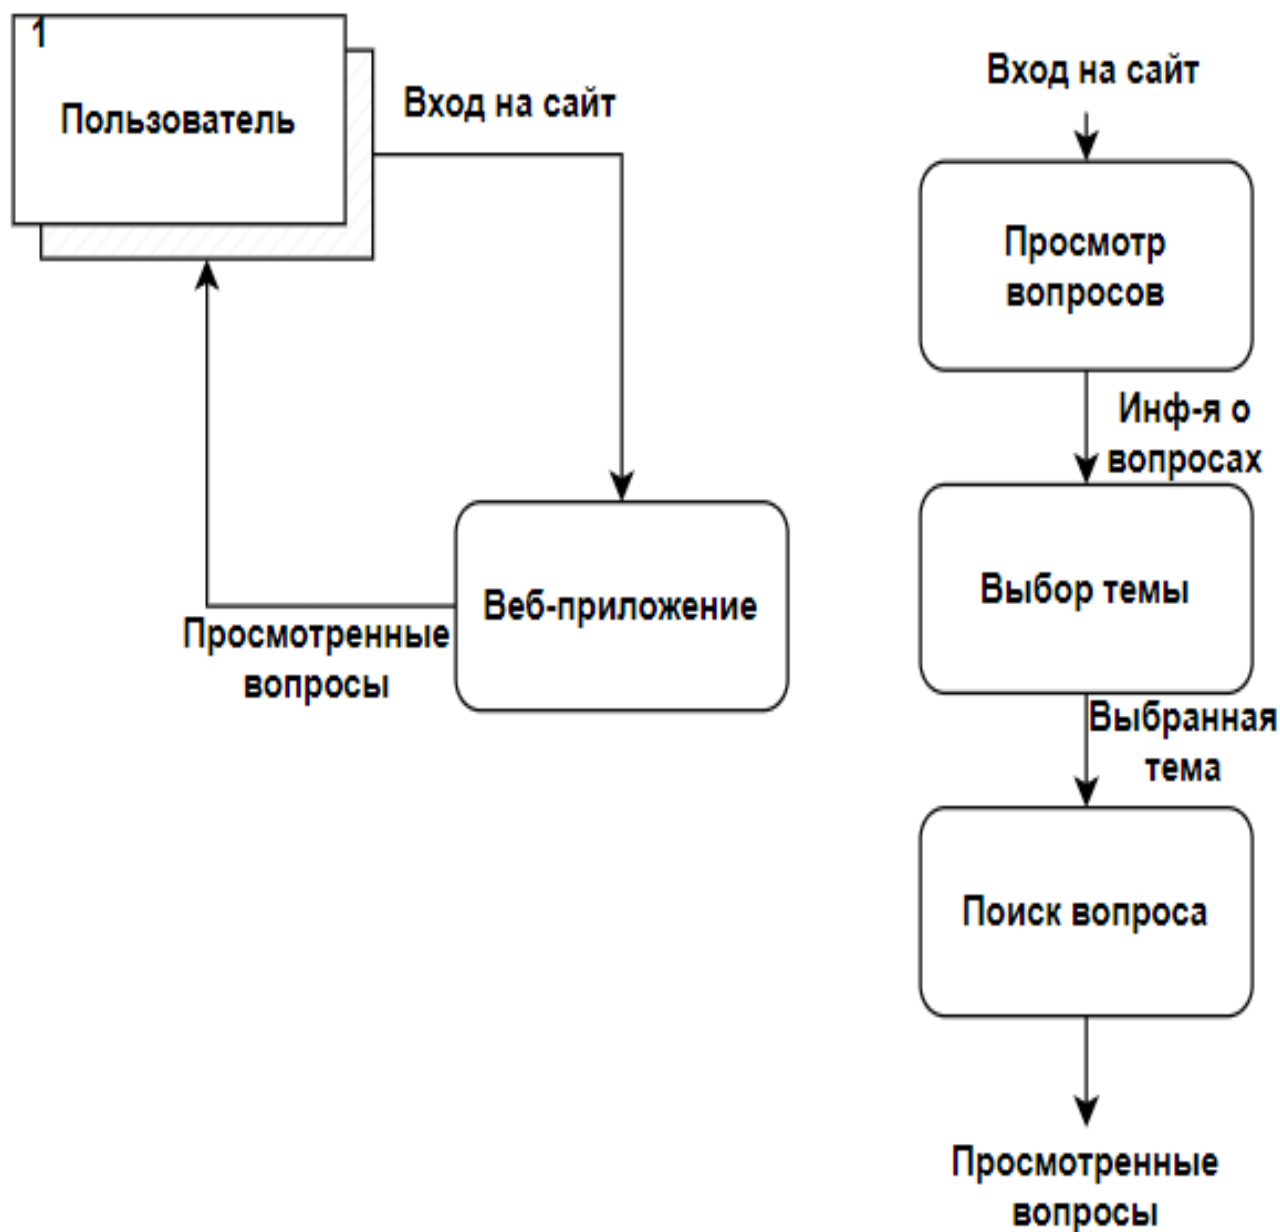 1
Пользователь
Вход на сайт
Веб-приложение
Просмотренные
вопросы
Вход на сайт
Просмотр
вопросов
Инф-я о
вопросах
Выбор темы
Выбранная
тема
Поиск вопроса
Просмотренные
вопросы